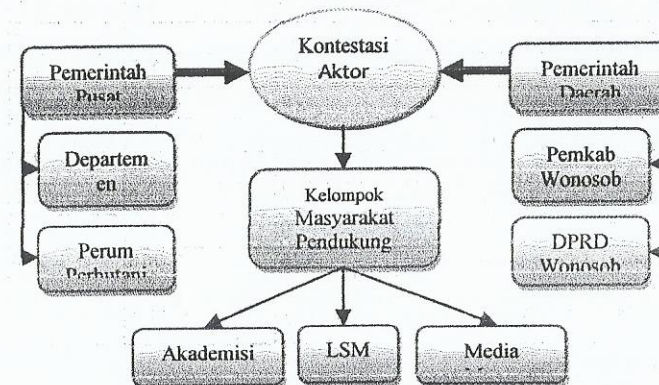 Kontestasi
Aktor
Pemerintah
Pusat
Pemerintah
Daerah
Departem
en
Pemkab
Wonosob
Kelompok
Masyarakat
Pendukung
Perum
Perhutani
DPRD
Wonosob
Akademisi
LSM
Media